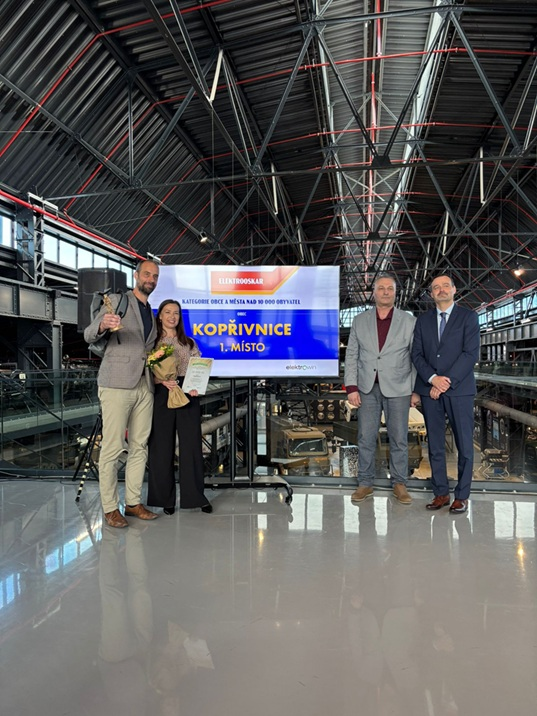 ELEKTROOSKAR
KATEGORIE OBCE A MĚSTA NAD 10 000 OBYVATEL
KOPŘIVNICE
1. MÍSTO
elektrowin